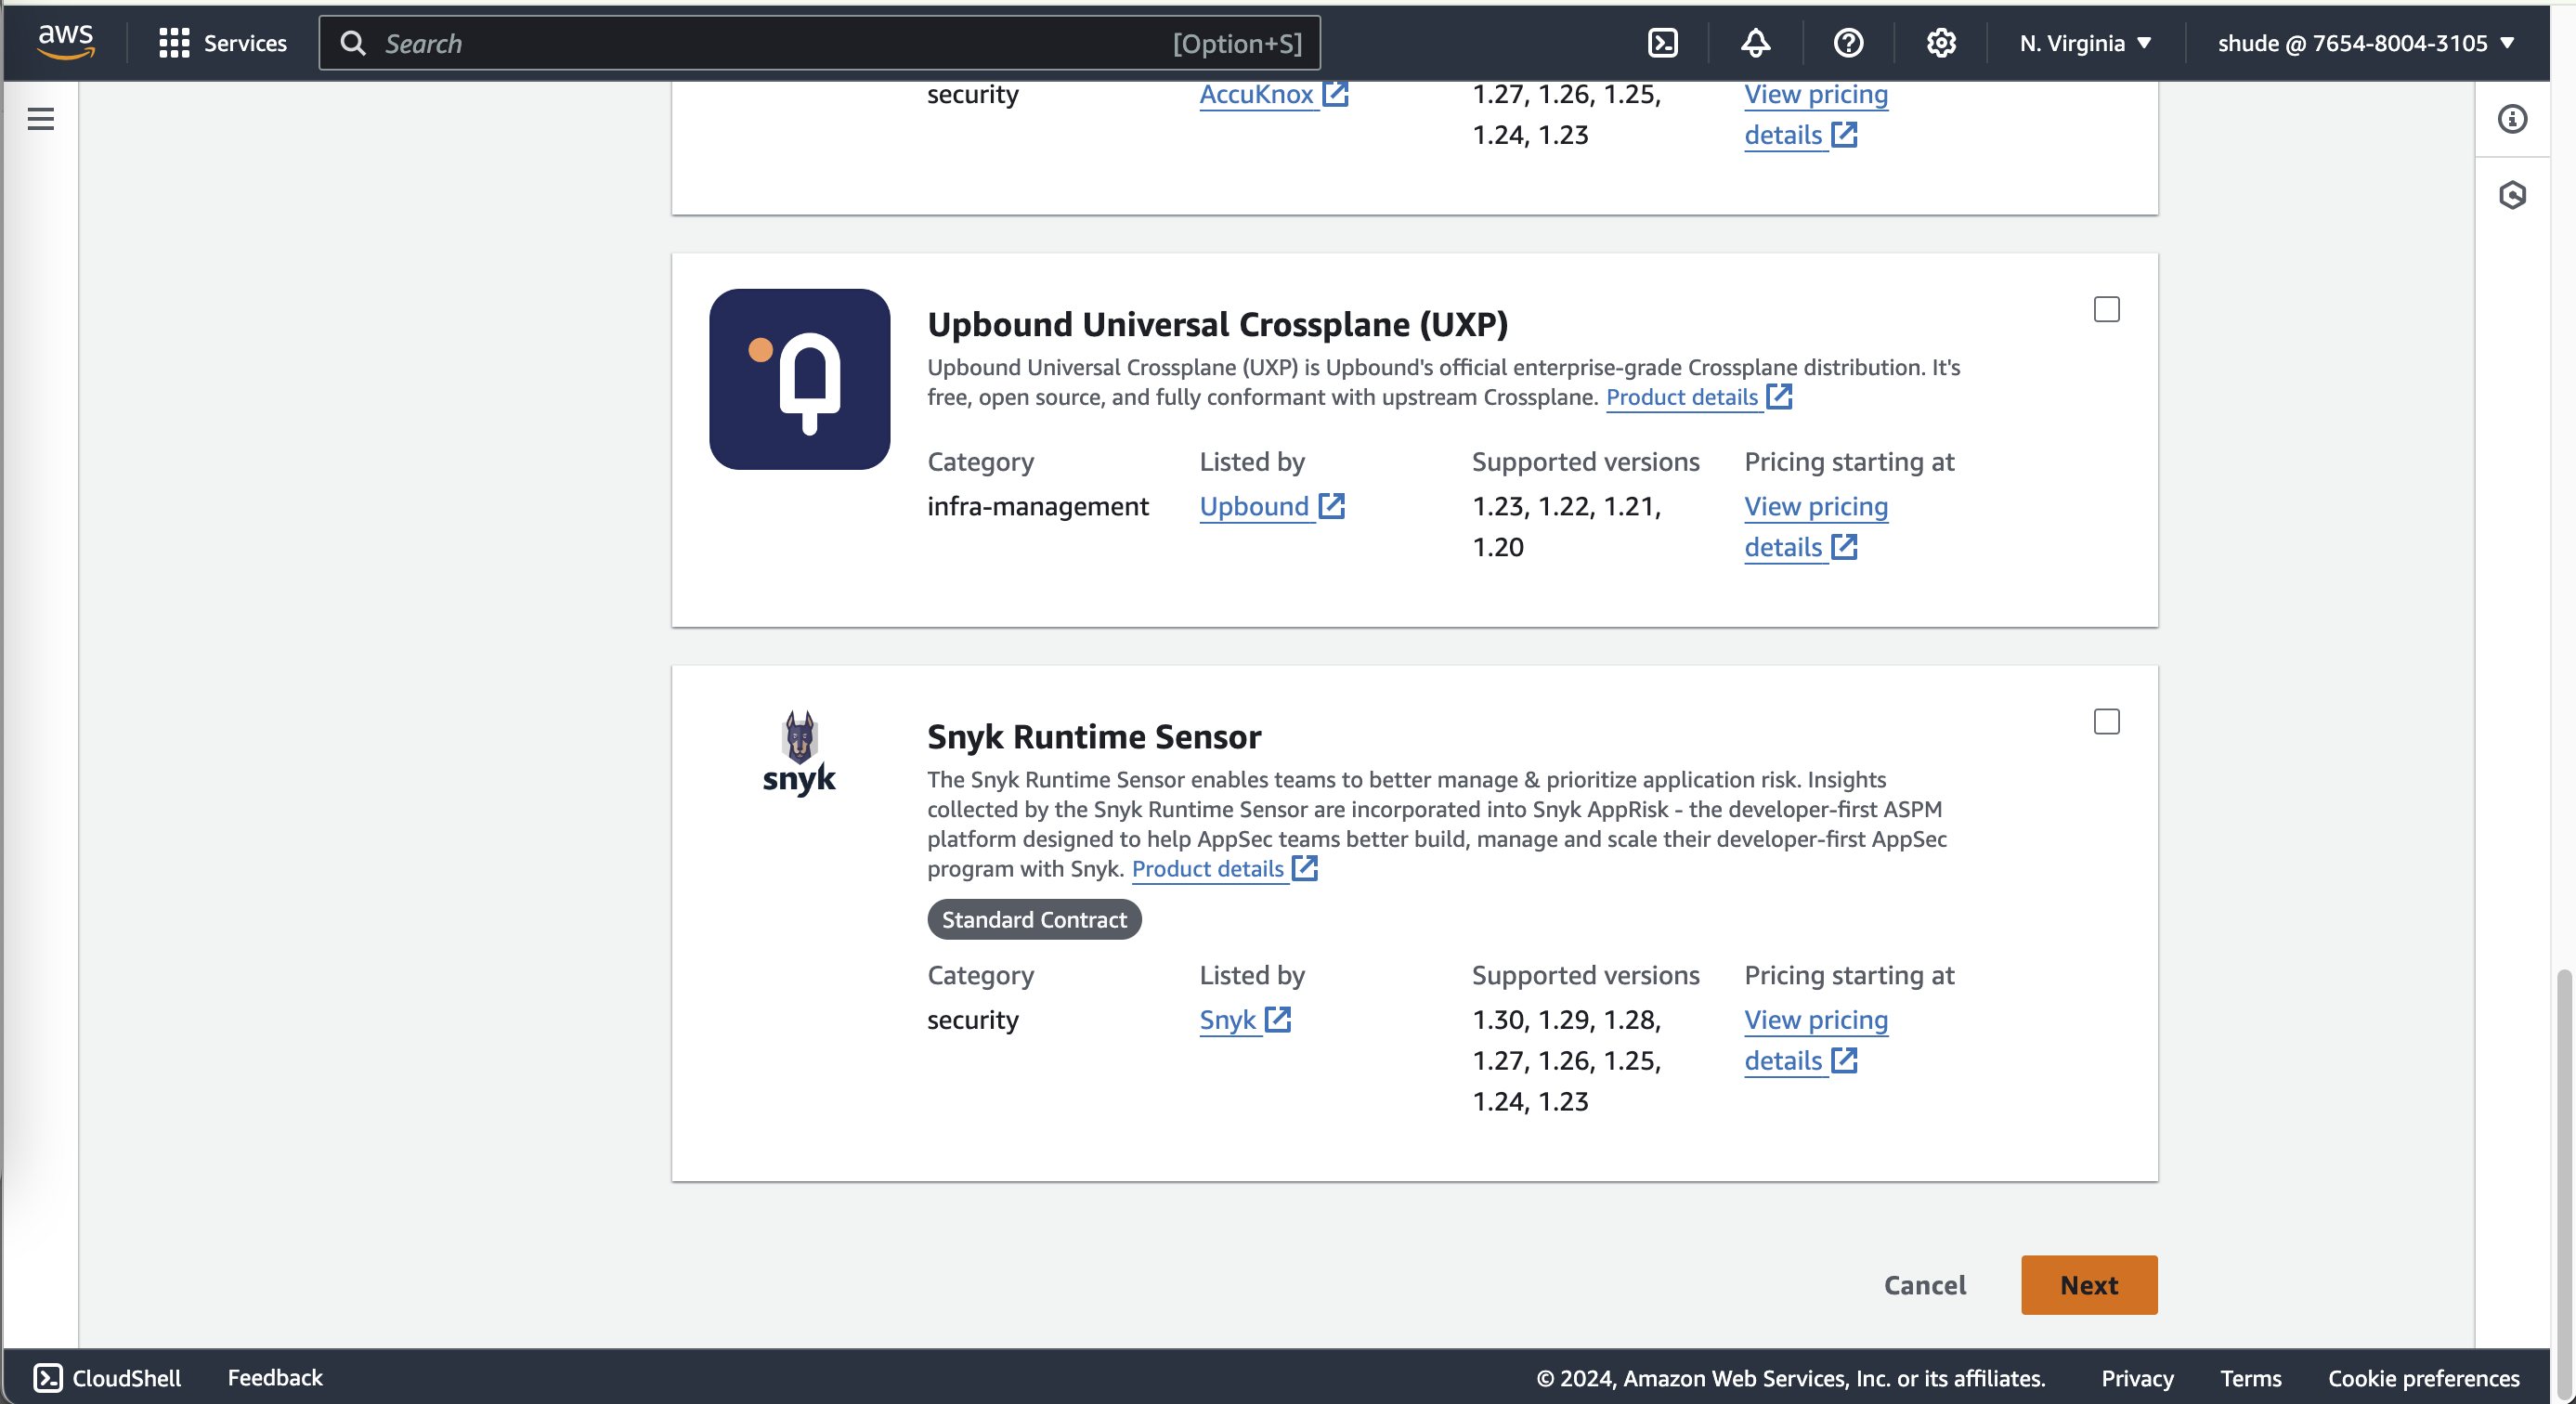 aws
Services
Search
[Option+S]
N. Virginia
shude @ 7654-8004-3105
security
AccuKnox
1.27, 1.26, 1.25,
1.24, 1.23
View pricing
details
Upbound Universal Crossplane (UXP)
Upbound Universal Crossplane (UXP) is Upbound's official enterprise-grade Crossplane distribution. It's
free, open source, and fully conformant with upstream Crossplane. Product details
Category
Listed by
Supported versions
Pricing starting at
infra-management
Upbound
1.23, 1.22, 1.21,
1.20
View pricing
details
snyk
Snyk Runtime Sensor
The Snyk Runtime Sensor enables teams to better manage & prioritize application risk. Insights
collected by the Snyk Runtime Sensor are incorporated into Snyk AppRisk - the developer-first ASPM
platform designed to help AppSec teams better build, manage and scale their developer-first AppSec
program with Snyk. Product details
Standard Contract
Category
Listed by
Supported versions
Pricing starting at
security
Snyk
1.30, 1.29, 1.28,
1.27, 1.26, 1.25,
1.24, 1.23
View pricing
details
Cancel
Next
CloudShell
Feedback
© 2024, Amazon Web Services, Inc. or its affiliates.
Privacy
Terms
Cookie preferences